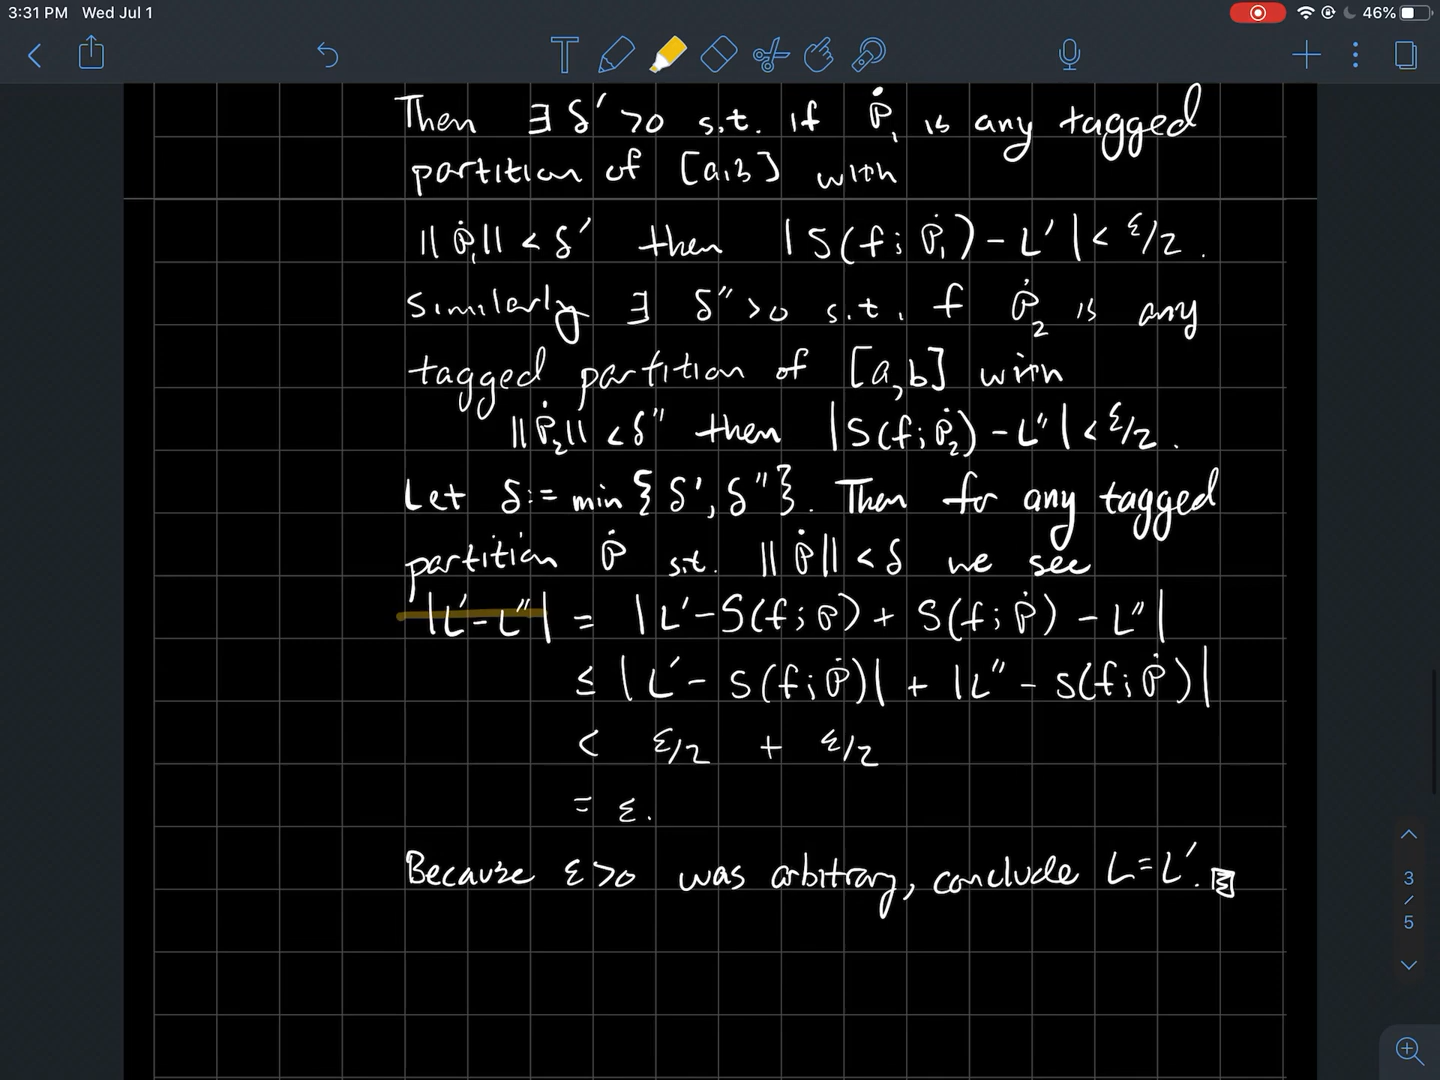 3:31 PM Wed Jul 1
46%
Then ∃ δ' >0 s.t. if Ṗ₁ is any tagged
partition of [a,b] with
||Ṗ₁|| < δ' then |S(f; Ṗ₁) - L'| < ε/2.
Similarly ∃ δ" >0 s.t. f Ṗ₂ is any
tagged partition of [a,b] with
||Ṗ₂|| < δ" then |S(f; Ṗ₂) - L"| < ε/2.
Let δ := min{δ', δ"}. Then for any tagged
partition Ṗ s.t. ||Ṗ|| < δ we see
|L' - L"| = |L' - S(f; P) + S(f; Ṗ) - L"|
≤ |L' - S(f; Ṗ)| + |L" - S(f; Ṗ)|
< ε/2 + ε/2
= ε.
Because ε>0 was arbitrary, conclude L=L'.
3
/
5